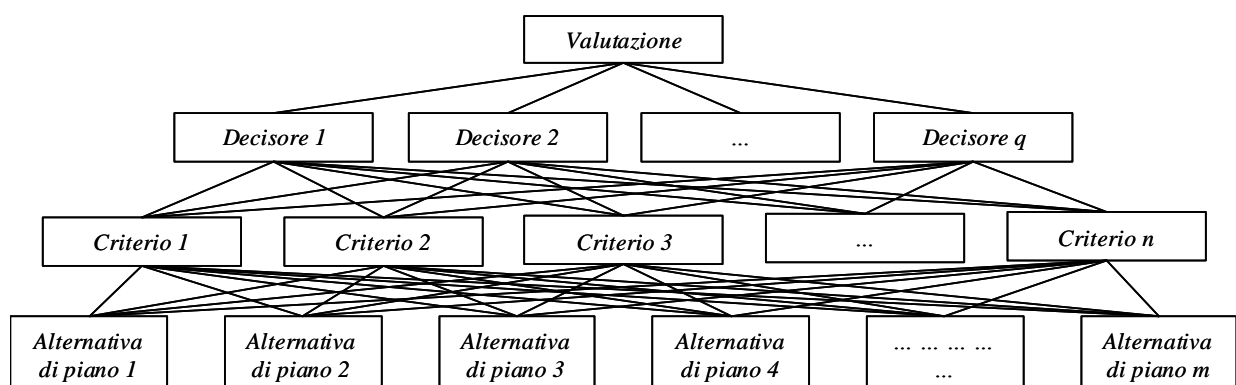 Valutazione
Decisore 1
Decisore 2
...
Decisore q
Criterio 1
Criterio 2
Criterio 3
...
Criterio n
Alternativa
di piano 1
Alternativa
di piano 2
Alternativa
di piano 3
Alternativa
di piano 4
... ... ... ...
...
Alternativa
di piano m